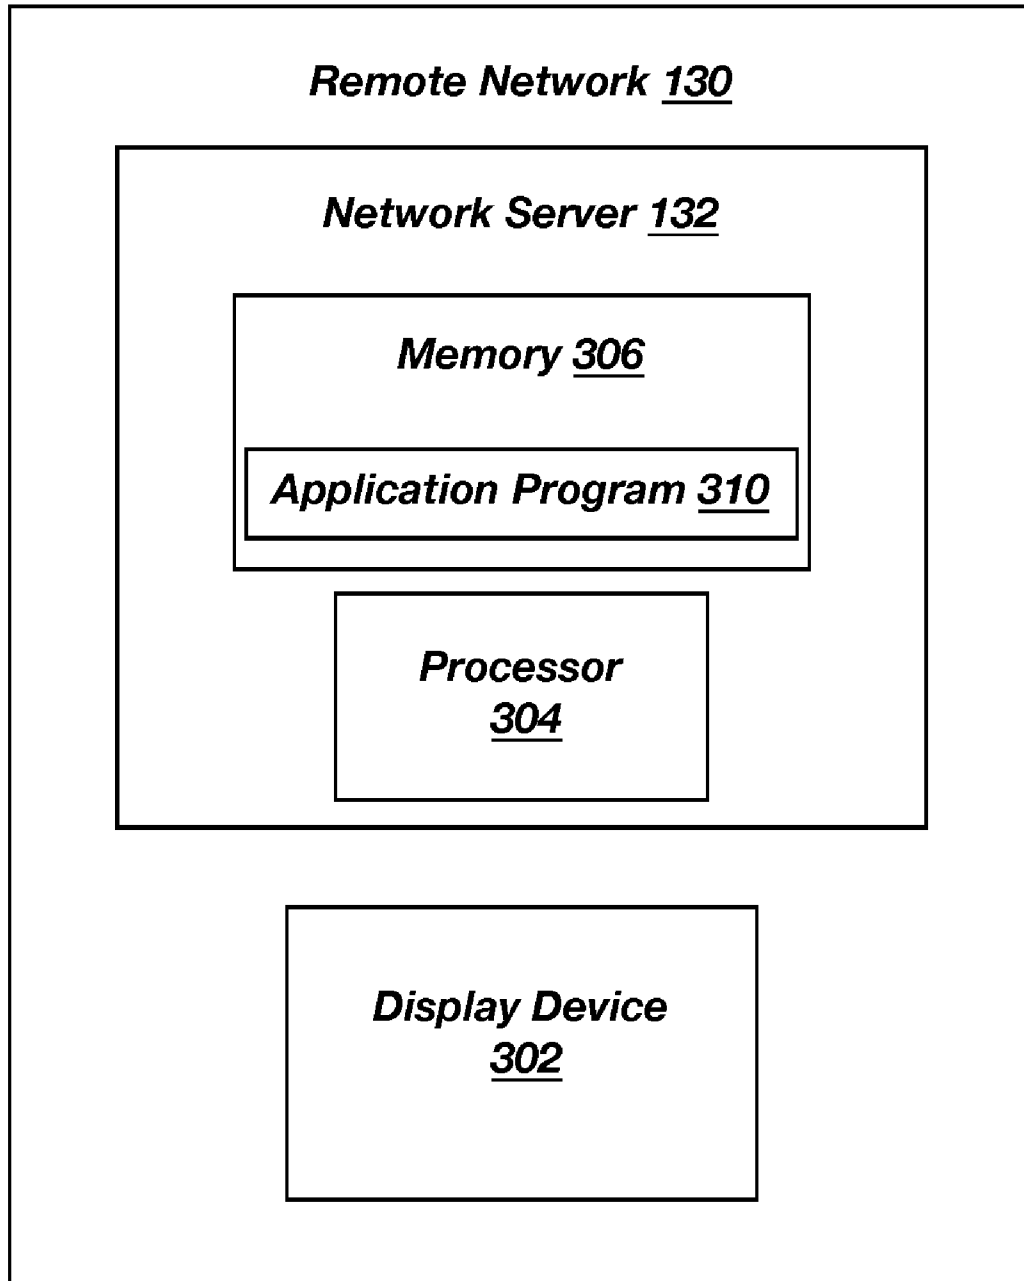 Remote Network 130
Network Server 132
Memory 306
Application Program 310
Processor
304
Display Device
302